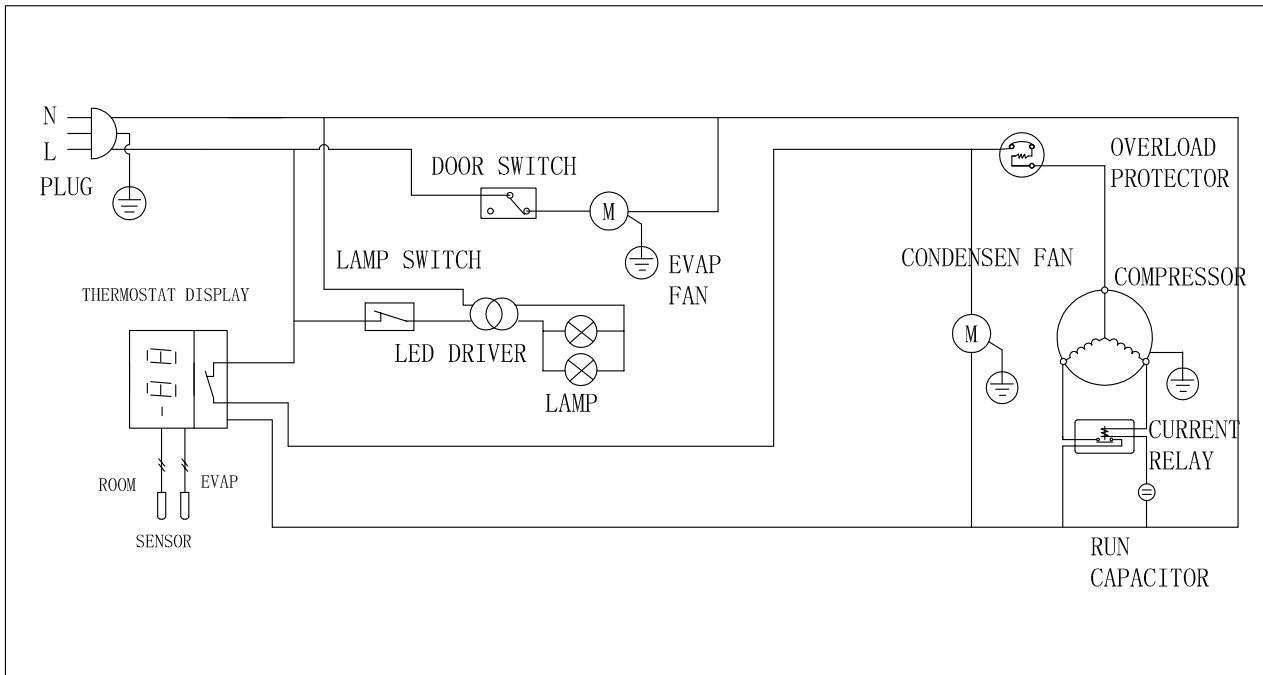 N
L
PLUG
DOOR SWITCH
M
EVAP
FAN
LAMP SWITCH
LED DRIVER
LAMP
THERMOSTAT DISPLAY
ROOM
EVAP
SENSOR
OVERLOAD
PROTECTOR
CONDENSEN FAN
M
COMPRESSOR
CURRENT
RELAY
RUN
CAPACITOR